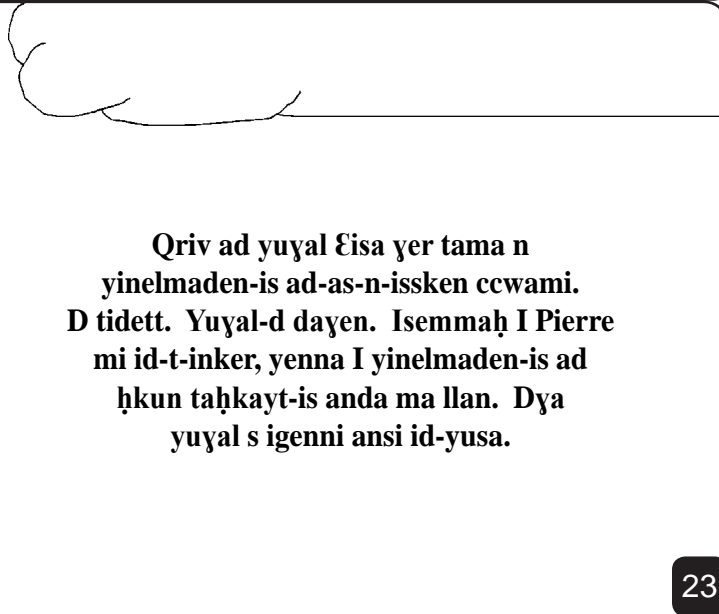 Qriv ad yuɣal Ɛisa ɣer tama n
yinelmaden-is ad-as-n-issken ccwami.
D tidett. Yuɣal-d daɣen. Isemmaḥ I Pierre
mi id-t-inker, yenna I yinelmaden-is ad
ḥkun taḥkayt-is anda ma llan. Dɣa
yuɣal s igenni ansi id-yusa.
23